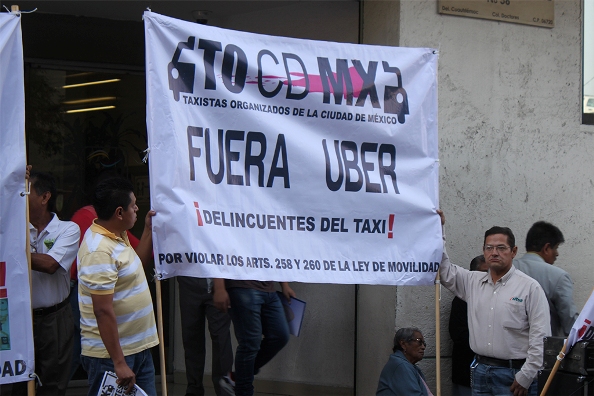 TO CD MX
TAXISTAS ORGANIZADOS DE LA CIUDAD DE MÉXICO
FUERA UBER
¡DELINCUENTES DEL TAXI!
POR VIOLAR LOS ARTS. 258 Y 260 DE LA LEY DE MOVILIDAD
DAD